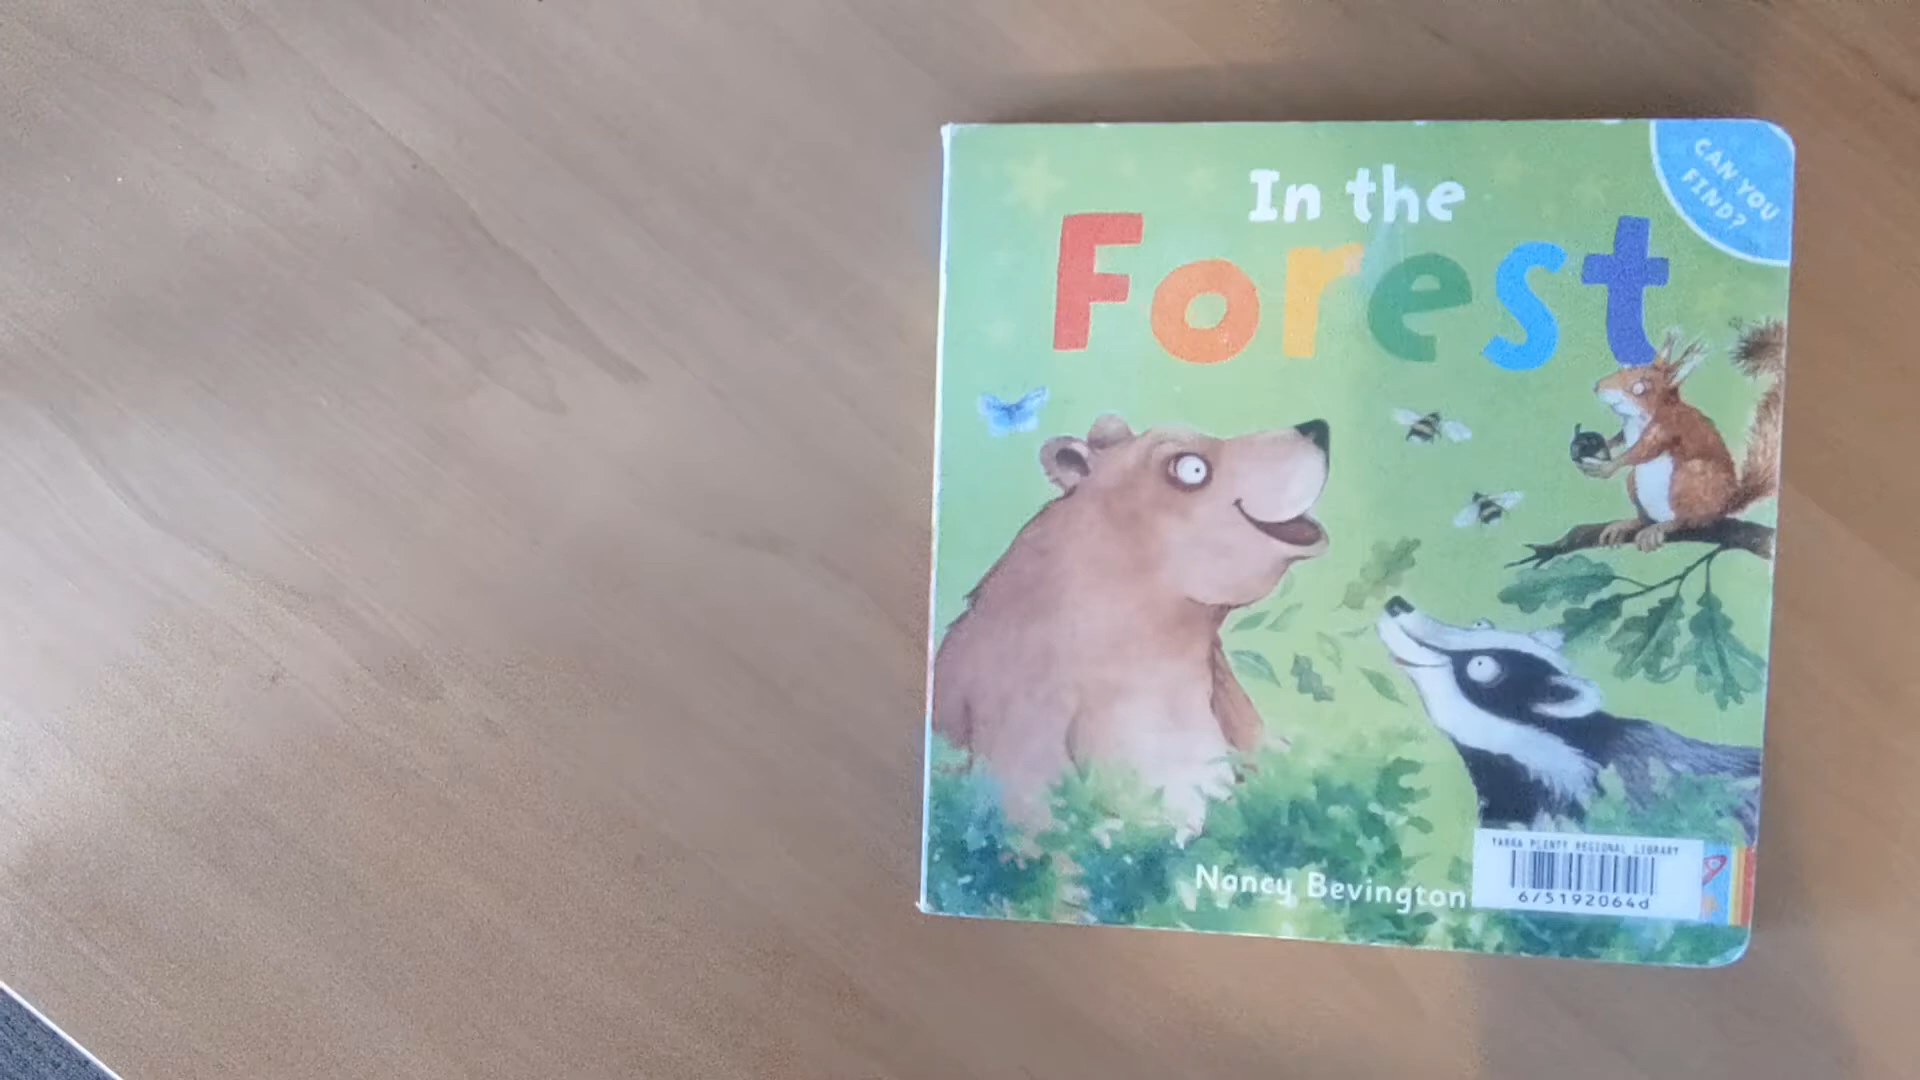 In the
Forest
CAN YOU
FIND?
Nancy Bevington
YARRA PLENTY REGIONAL LIBRARY
6/5192064d